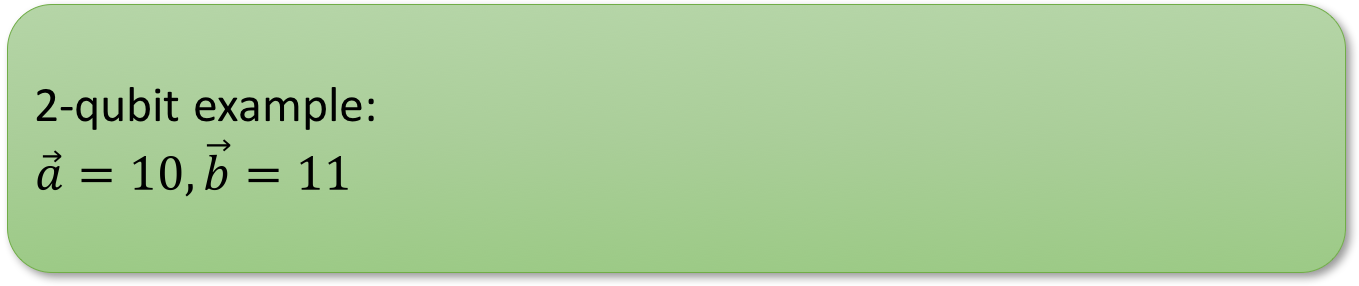 2-qubit example:
a⃗ = 10, b⃗ = 11